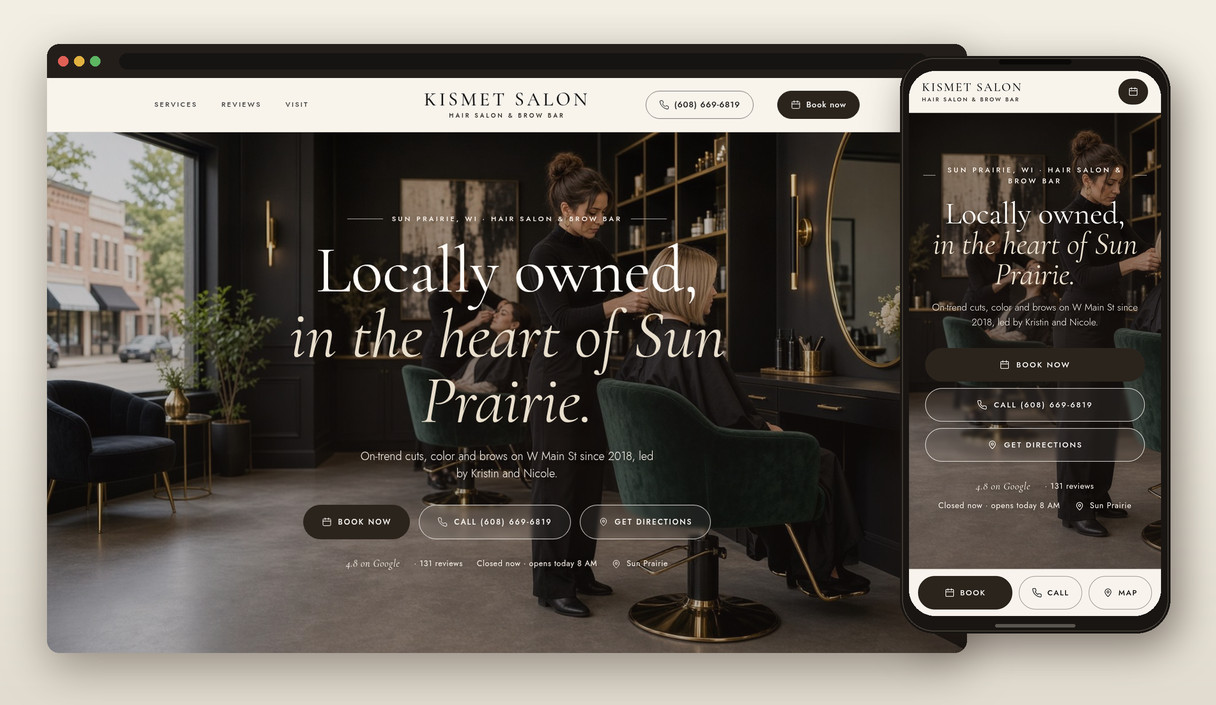 SERVICES REVIEWS VISIT
KISMET SALON
HAIR SALON & BROW BAR
(608) 669-6819
Book now
SUN PRAIRIE, WI · HAIR SALON & BROW BAR
Locally owned,
in the heart of Sun
Prairie.
On-trend cuts, color and brows on W Main St since 2018, led
by Kristin and Nicole.
BOOK NOW
CALL (608) 669-6819
GET DIRECTIONS
4.8 on Google · 131 reviews Closed now · opens today 8 AM Sun Prairie
KISMET SALON
HAIR SALON & BROW BAR
SUN PRAIRIE, WI · HAIR SALON &
BROW BAR
Locally owned,
in the heart of Sun
Prairie.
On-trend cuts, color and brows on W Main St since
2018, led by Kristin and Nicole.
BOOK NOW
CALL (608) 669-6819
GET DIRECTIONS
4.8 on Google · 131 reviews
Closed now · opens today 8 AM Sun Prairie
BOOK CALL MAP